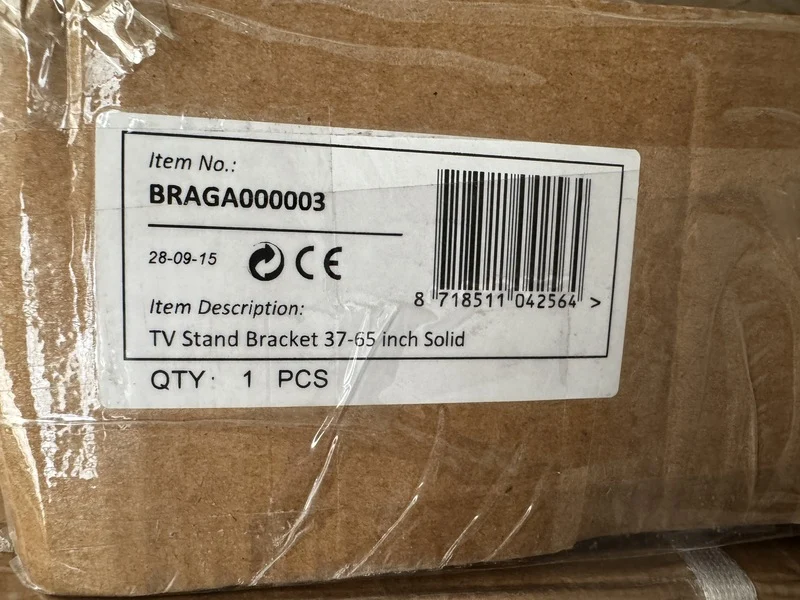 Item No.:
BRAGA000003
28-09-15 CE
Item Description:
TV Stand Bracket 37-65 inch Solid
QTY: 1 PCS
8 718511 042564 >